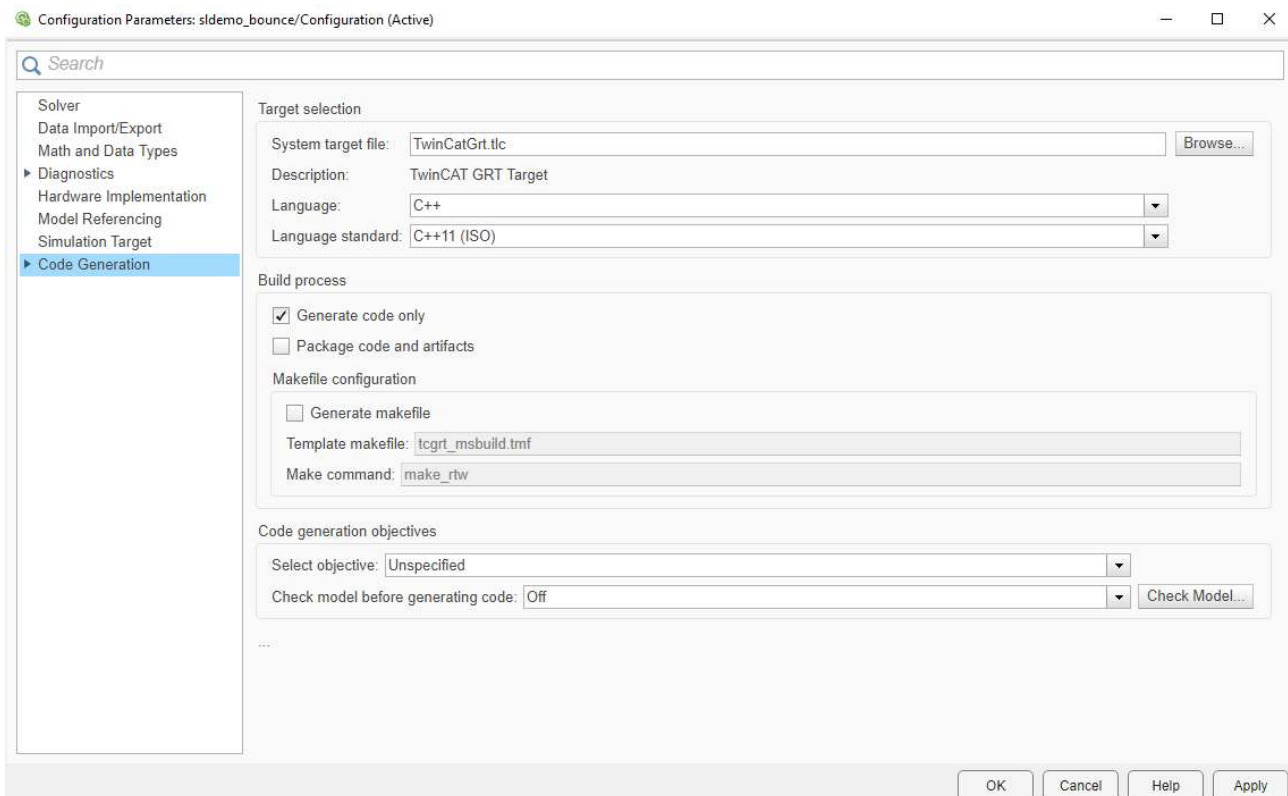 Configuration Parameters: sldemo_bounce/Configuration (Active)
Search
Solver
Data Import/Export
Math and Data Types
Diagnostics
Hardware Implementation
Model Referencing
Simulation Target
Code Generation
Target selection
System target file: TwinCatGrt.tlc Browse...
Description: TwinCAT GRT Target
Language: C++
Language standard: C++11 (ISO)
Build process
Generate code only
Package code and artifacts
Makefile configuration
Generate makefile
Template makefile: tcgrt_msbuild.tmf
Make command: make_rtw
Code generation objectives
Select objective: Unspecified
Check model before generating code: Off Check Model...
...
OK Cancel Help Apply